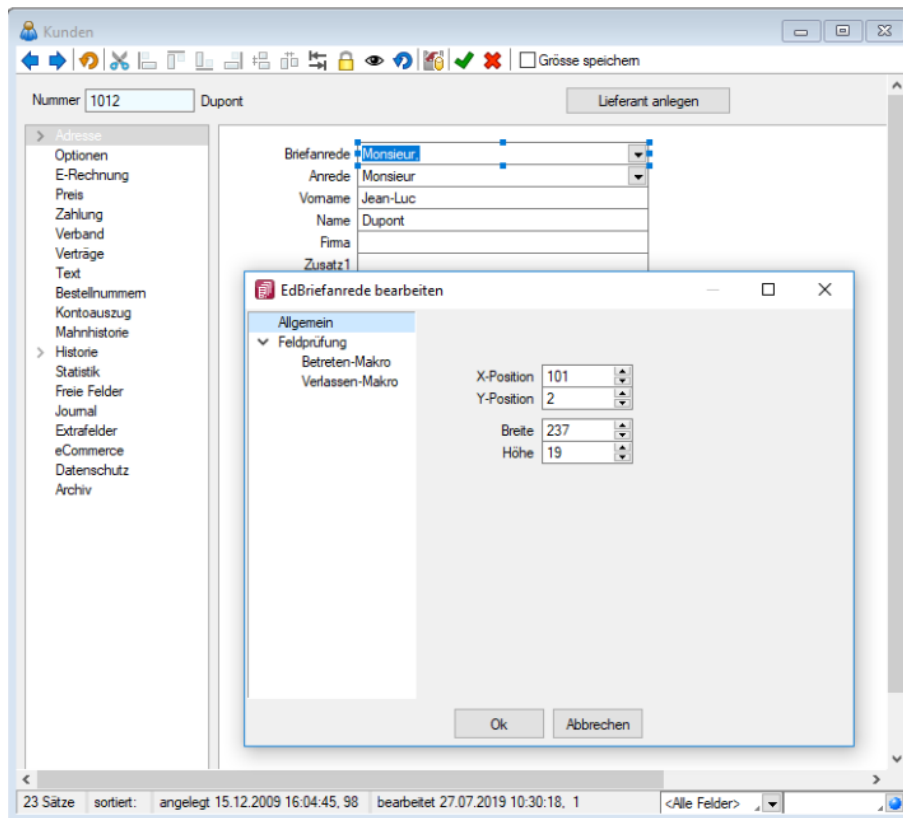 Kunden
Grösse speichern
Nummer 1012 Dupont Lieferant anlegen
Adresse
Optionen
E-Rechnung
Preis
Zahlung
Verband
Verträge
Text
Bestellnummern
Kontoauszug
Mahnhistorie
Historie
Statistik
Freie Felder
Journal
Extrafelder
eCommerce
Datenschutz
Archiv
Briefanrede Monsieur,
Anrede Monsieur
Vorname Jean-Luc
Name Dupont
Firma
Zusatz1
EdBriefanrede bearbeiten
Allgemein
Feldprüfung
Betreten-Makro
Verlassen-Makro
X-Position 101
Y-Position 2
Breite 237
Höhe 19
Ok Abbrechen
23 Sätze sortiert: angelegt 15.12.2009 16:04:45, 98 bearbeitet 27.07.2019 10:30:18, 1 <Alle Felder>